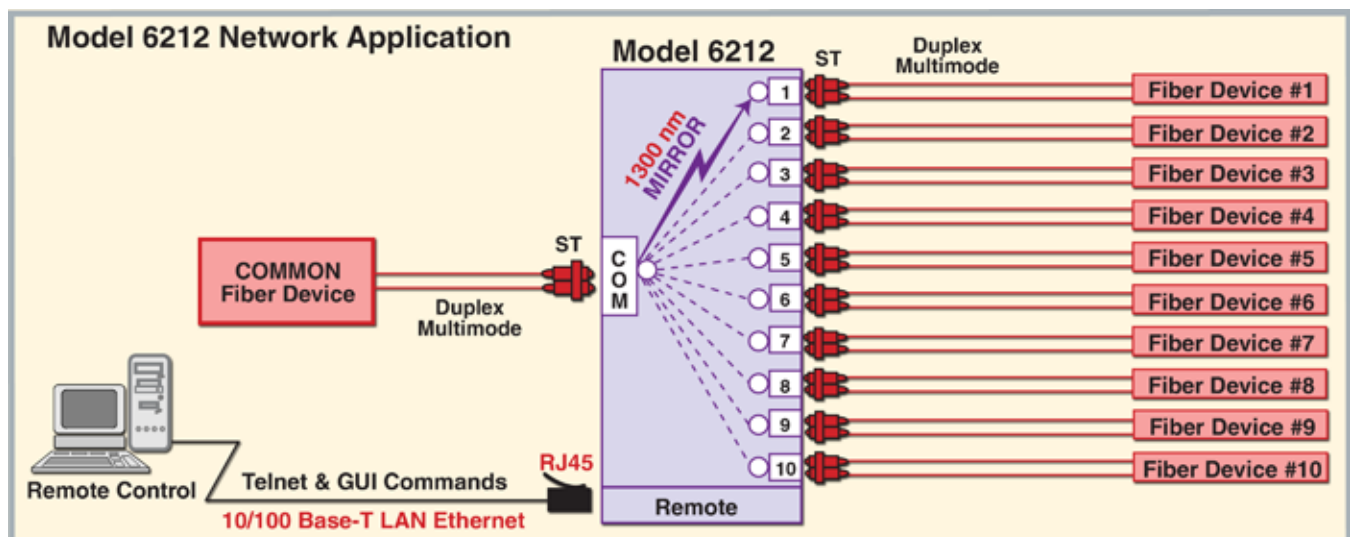 Model 6212 Network Application
Model 6212
ST
Duplex
Multimode
1300 nm
MIRROR
1
Fiber Device #1
2
Fiber Device #2
3
Fiber Device #3
4
Fiber Device #4
5
Fiber Device #5
6
Fiber Device #6
7
Fiber Device #7
8
Fiber Device #8
9
Fiber Device #9
10
Fiber Device #10
COMMON
Fiber Device
ST
Duplex
Multimode
C
O
M
Remote Control
Telnet & GUI Commands
10/100 Base-T LAN Ethernet
RJ45
Remote